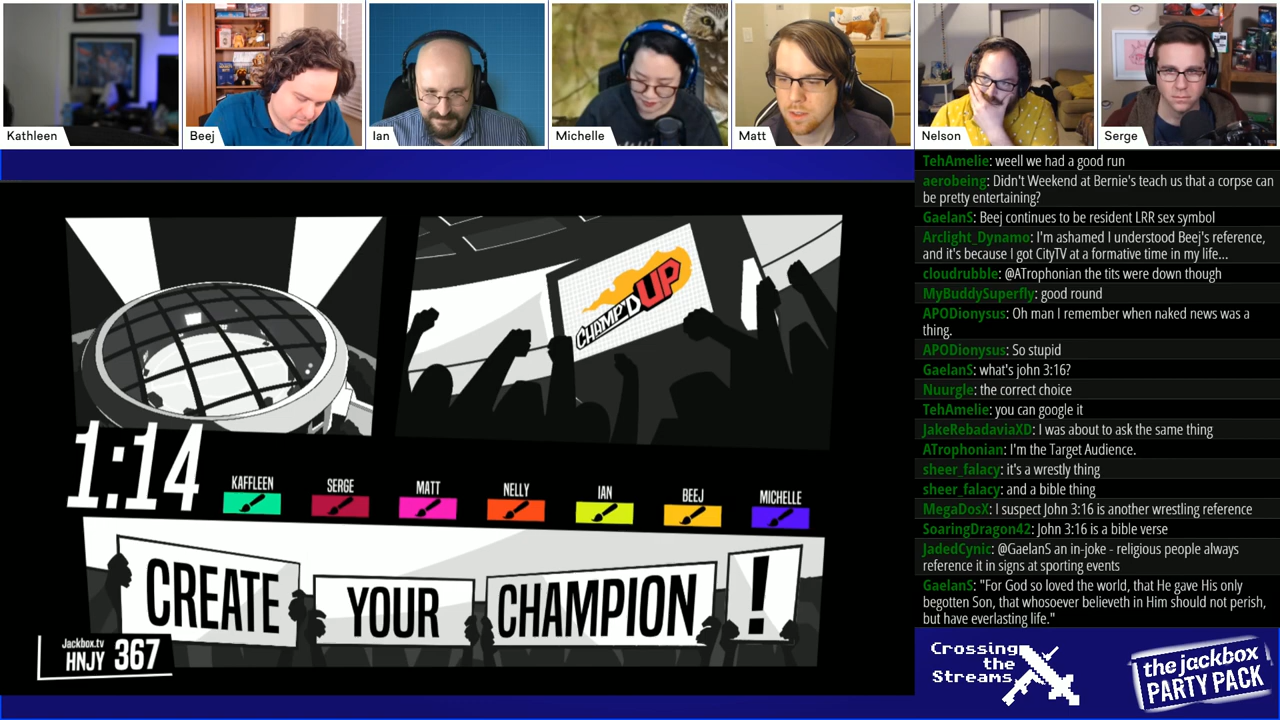 Kathleen
Beej
Ian
Michelle
Matt
Nelson
Serge
CHAMP'D UP
1:14
KAFFLEEN
SERGE
MATT
NELLY
IAN
BEEJ
MICHELLE
CREATE YOUR CHAMPION !
Jackbox.tv
HNJY 367
TehAmelie: weell we had a good run
aerobeing: Didn't Weekend at Bernie's teach us that a corpse can
be pretty entertaining?
GaelanS: Beej continues to be resident LRR sex symbol
Arclight_Dynamo: I'm ashamed I understood Beej's reference,
and it's because I got CityTV at a formative time in my life...
cloudrubble: @ATrophonian the tits were down though
MyBuddySuperfly: good round
APODionysus: Oh man I remember when naked news was a
thing.
APODionysus: So stupid
GaelanS: what's john 3:16?
Nuurgle: the correct choice
TehAmelie: you can google it
JakeRebadaviaXD: I was about to ask the same thing
ATrophonian: I'm the Target Audience.
sheer_falacy: it's a wrestly thing
sheer_falacy: and a bible thing
MegaDosX: I suspect John 3:16 is another wrestling reference
SoaringDragon42: John 3:16 is a bible verse
JadedCynic: @GaelanS an in-joke - religious people always
reference it in signs at sporting events
GaelanS: "For God so loved the world, that He gave His only
begotten Son, that whosoever believeth in Him should not perish,
but have everlasting life."
Crossing
the
Streams
the jackbox
PARTY PACK